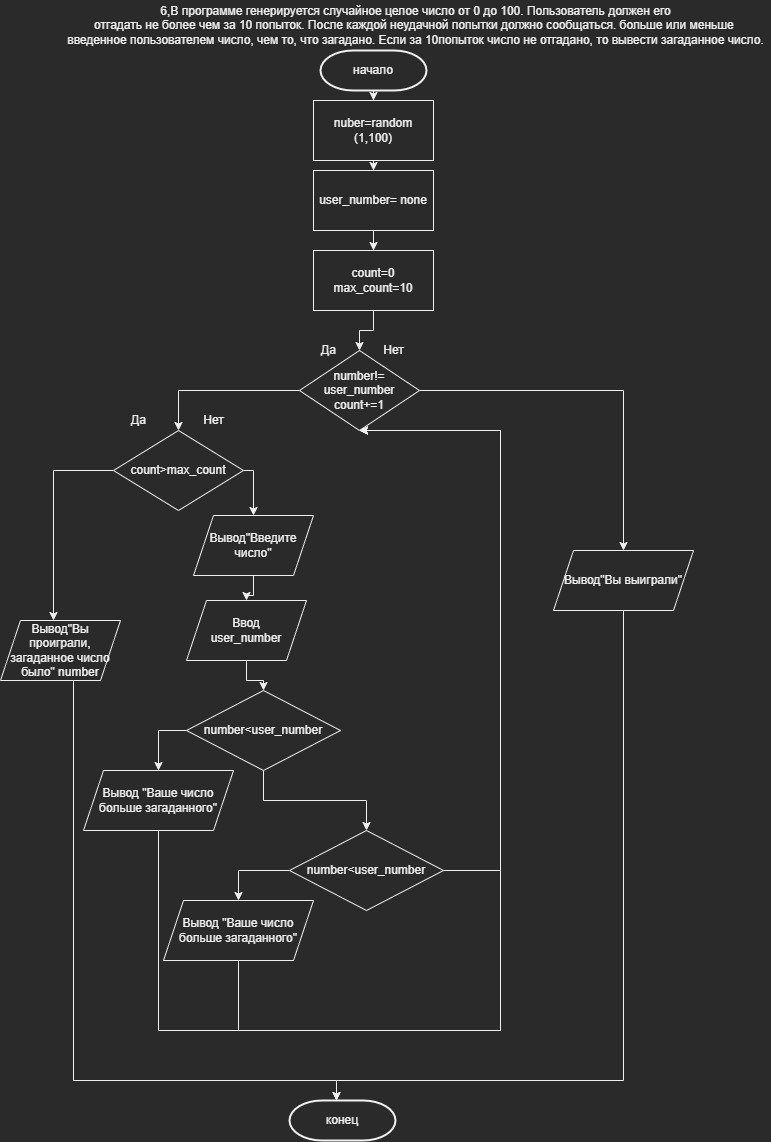 6,В программе генерируется случайное целое число от 0 до 100. Пользователь должен его
отгадать не более чем за 10 попыток. После каждой неудачной попытки должно сообщаться. больше или меньше
введенное пользователем число, чем то, что загадано. Если за 10попыток число не отгадано, то вывести загаданное число.
начало
nuber=random
(1,100)
user_number= none
count=0
max_count=10
Да
Нет
number!=
user_number
count+=1
Да
Нет
count>max_count
Вывод"Введите
число"
Вывод"Вы выиграли"
Ввод
user_number
Вывод"Вы
проиграли,
загаданное число
было" number
number<user_number
Вывод "Ваше число
больше загаданного"
number<user_number
Вывод "Ваше число
больше загаданного"
конец